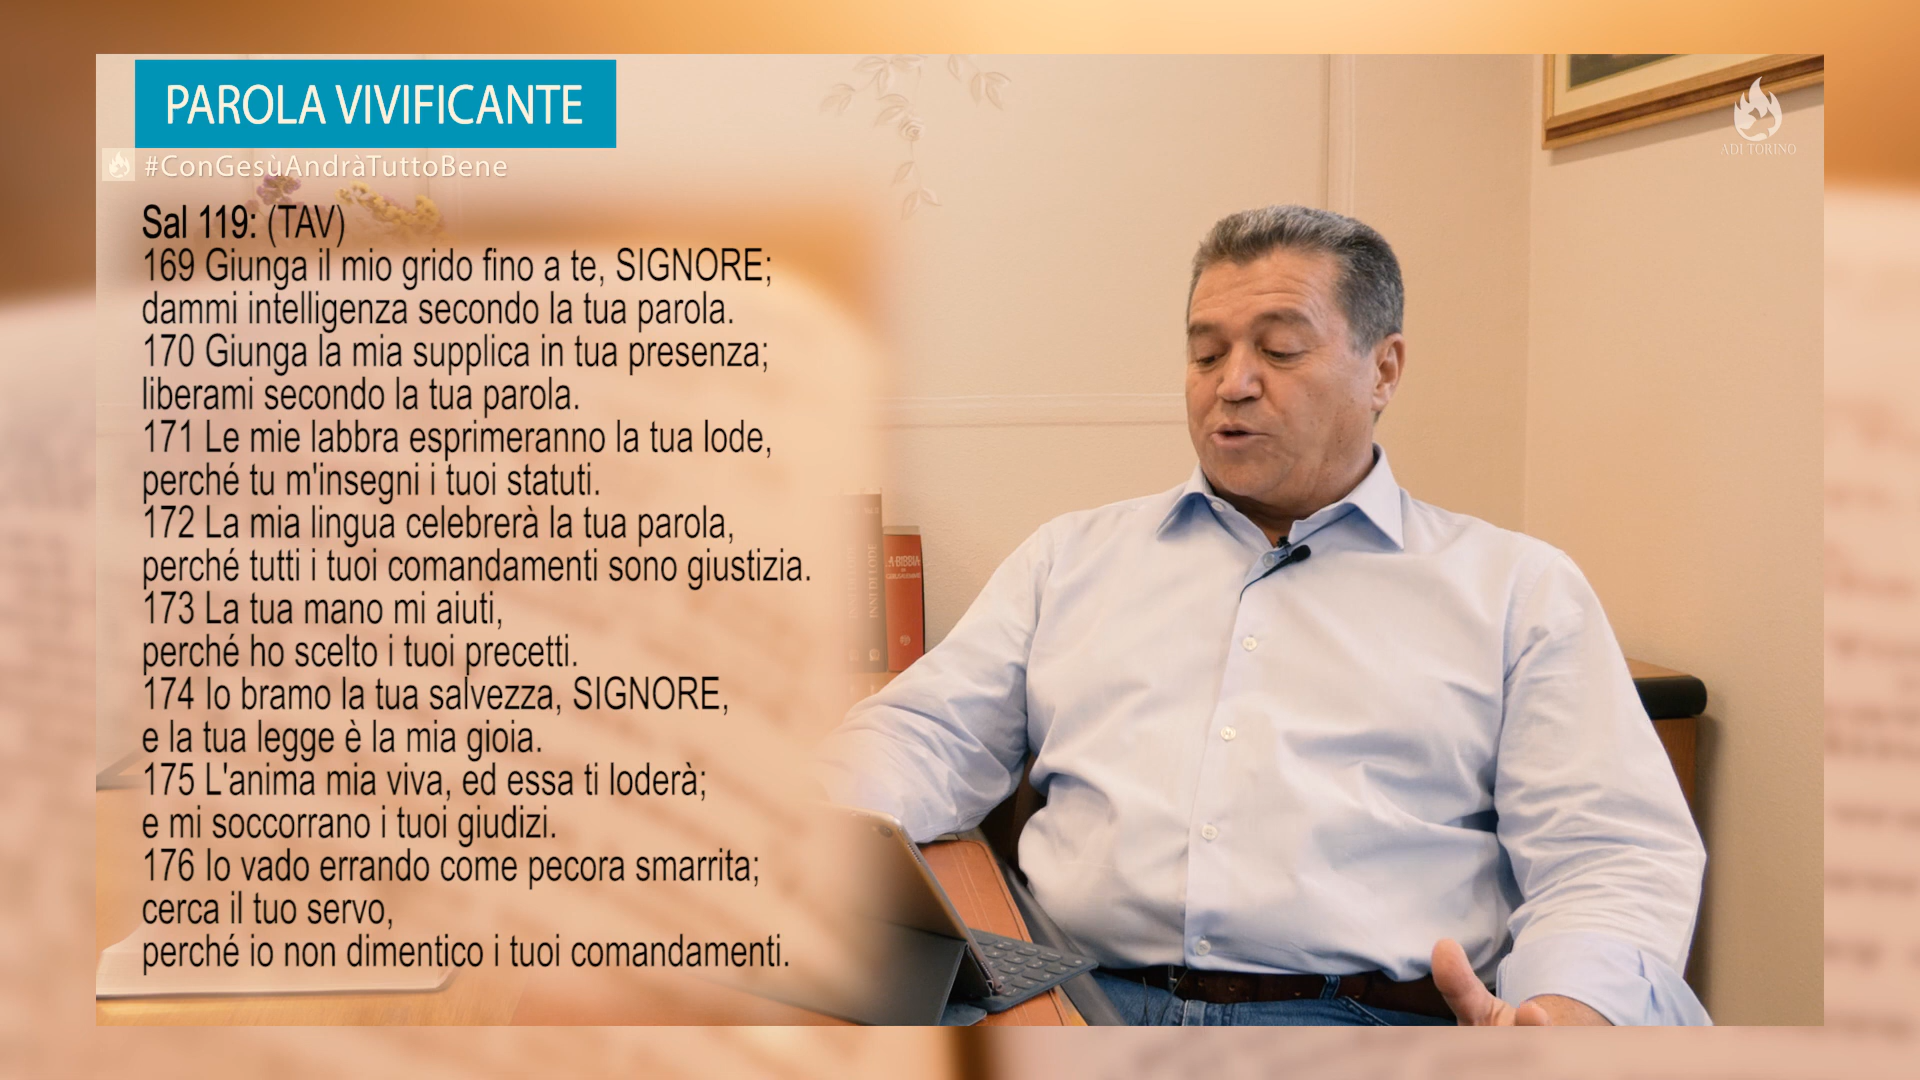 PAROLA VIVIFICANTE
#ConGesùAndràTuttoBene
ADI TORINO
Sal 119: (TAV)
169 Giunga il mio grido fino a te, SIGNORE;
dammi intelligenza secondo la tua parola.
170 Giunga la mia supplica in tua presenza;
liberami secondo la tua parola.
171 Le mie labbra esprimeranno la tua lode,
perché tu m'insegni i tuoi statuti.
172 La mia lingua celebrerà la tua parola,
perché tutti i tuoi comandamenti sono giustizia.
173 La tua mano mi aiuti,
perché ho scelto i tuoi precetti.
174 Io bramo la tua salvezza, SIGNORE,
e la tua legge è la mia gioia.
175 L'anima mia viva, ed essa ti loderà;
e mi soccorrano i tuoi giudizi.
176 Io vado errando come pecora smarrita;
cerca il tuo servo,
perché io non dimentico i tuoi comandamenti.
INNI DI LODE
INNI DI LODE
LA BIBBIA